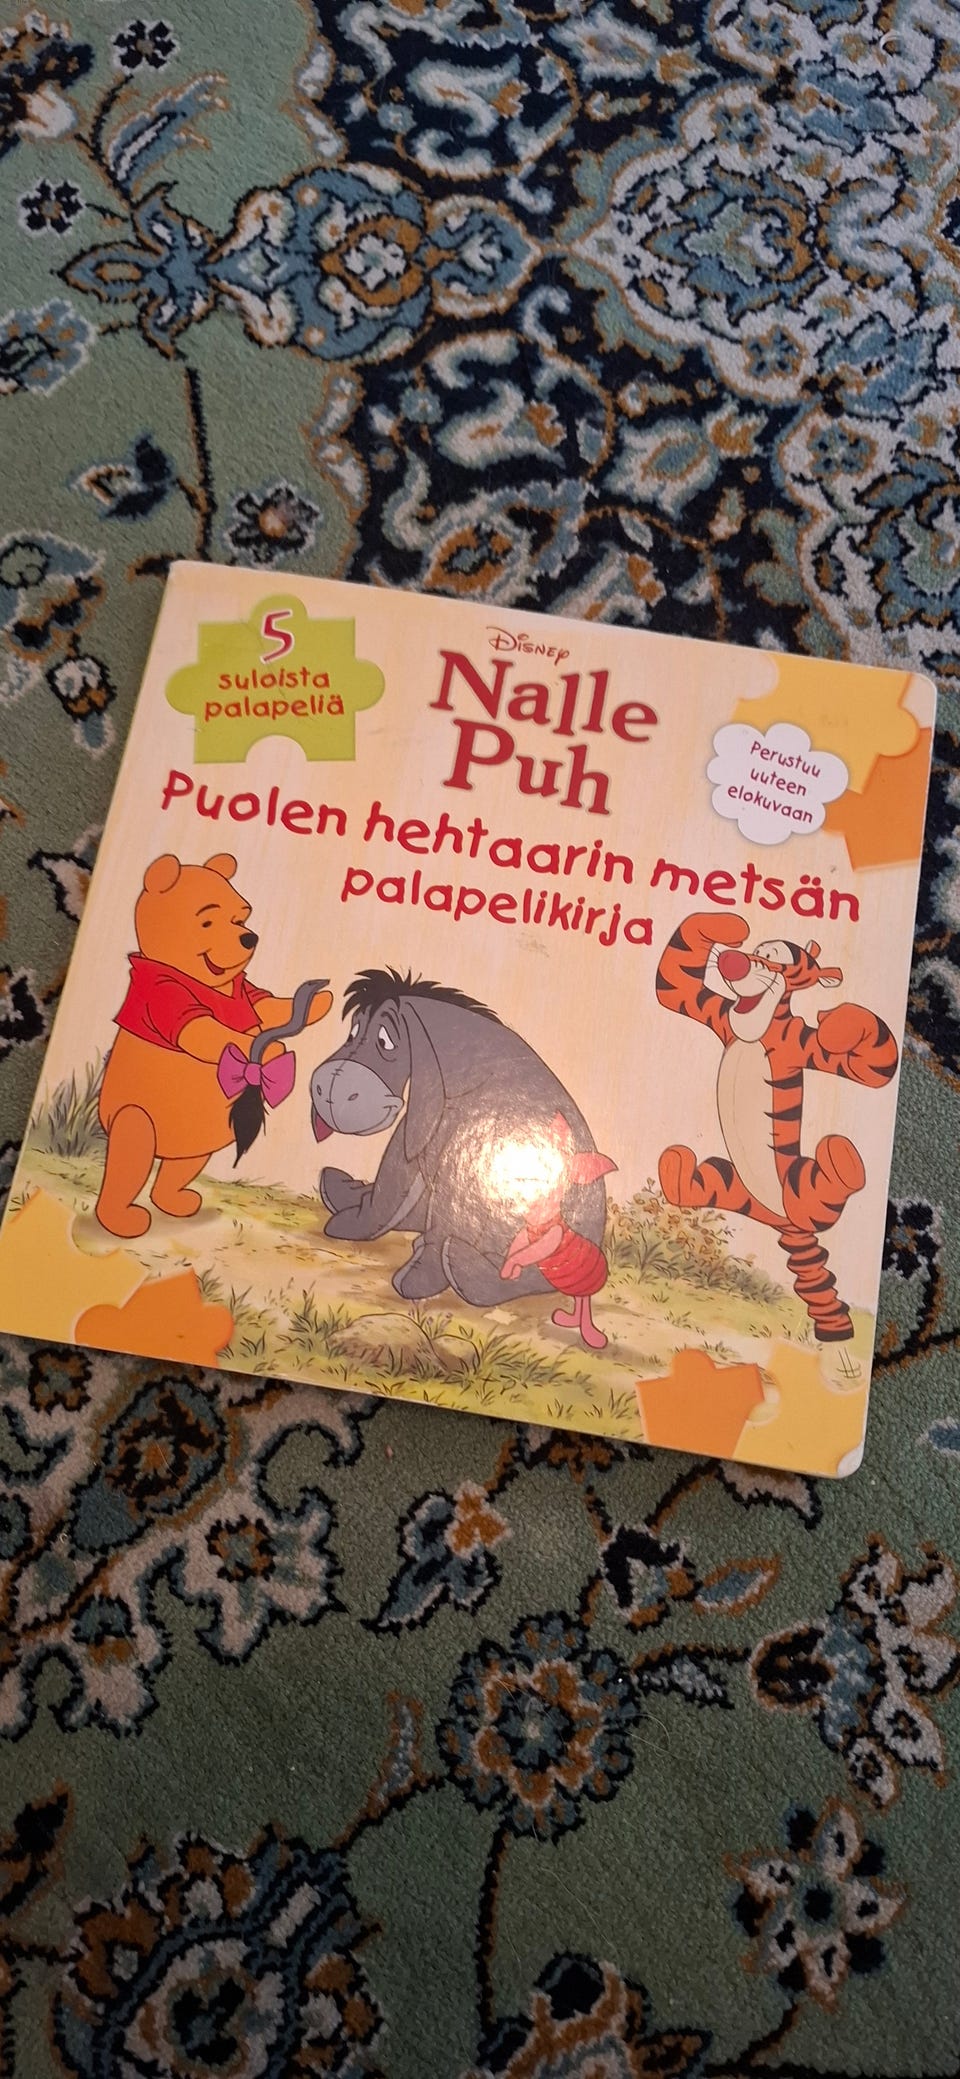 5
suloista
palapeliä
Disney
Nalle
Puh
Perustuu
uuteen
elokuvaan
Puolen hehtaarin metsän
palapelikirja